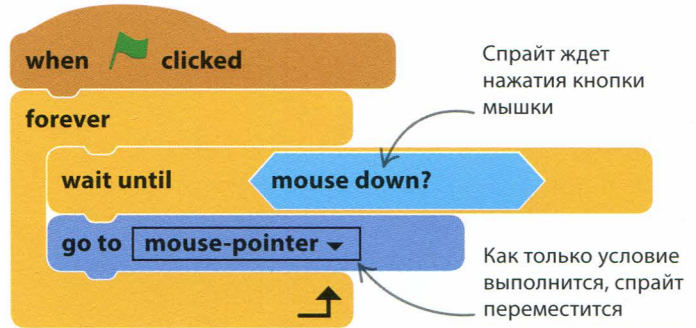 when clicked
forever
wait until mouse down?
go to mouse-pointer
Спрайт ждет
нажатия кнопки
мышки
Как только условие
выполнится, спрайт
переместится